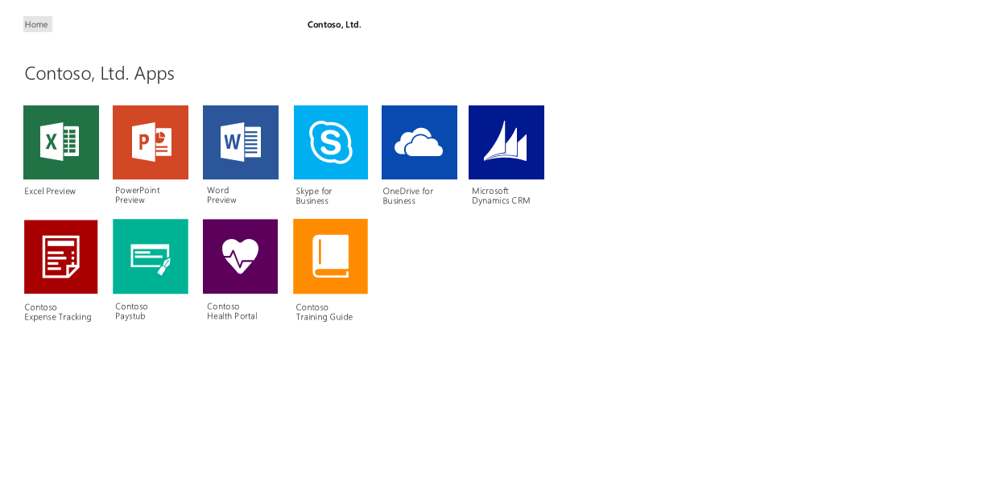 Home
Contoso, Ltd.
Contoso, Ltd. Apps
X
P
W
S
Excel Preview
PowerPoint
Preview
Word
Preview
Skype for
Business
OneDrive for
Business
Microsoft
Dynamics CRM
Contoso
Expense Tracking
Contoso
Paystub
Contoso
Health Portal
Contoso
Training Guide